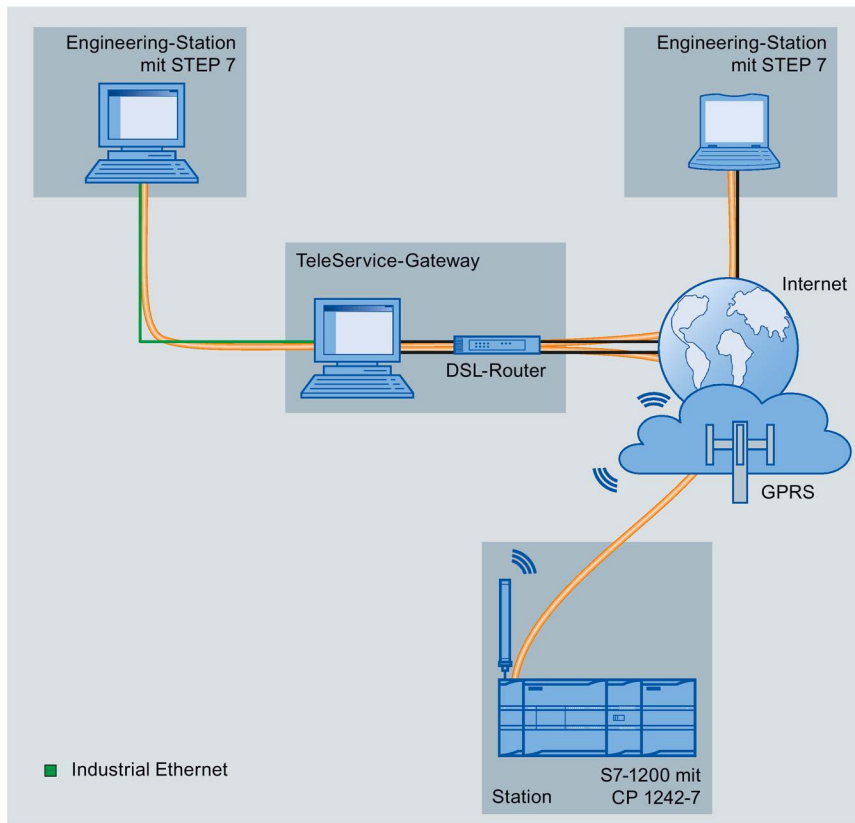 Engineering-Station
mit STEP 7
Engineering-Station
mit STEP 7
TeleService-Gateway
Internet
DSL-Router
GPRS
Industrial Ethernet
Station
S7-1200 mit
CP 1242-7